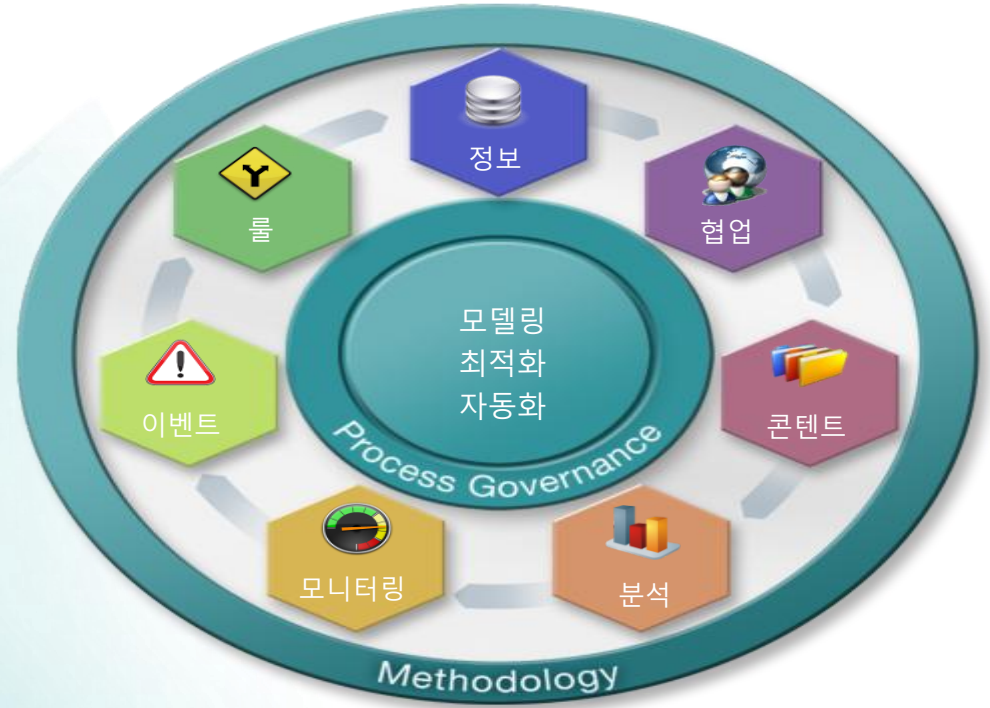 정보
룰
협업
모델링
최적화
자동화
이벤트
콘텐트
Process Governance
모니터링
분석
Methodology